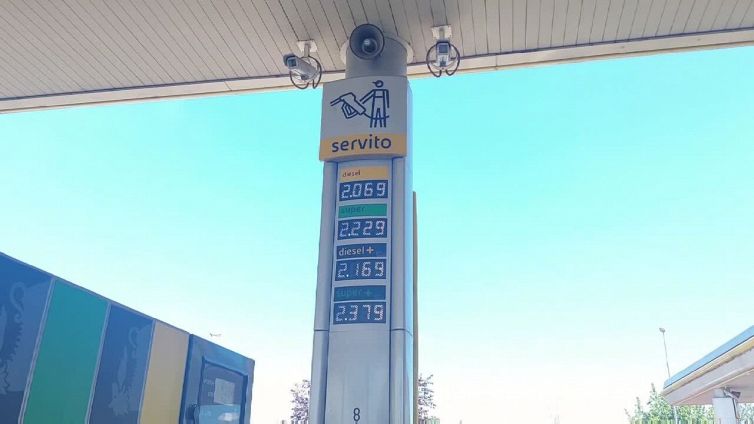 servito
diesel
2.069
super
2.229
diesel+
2.169
super+
2.379
8